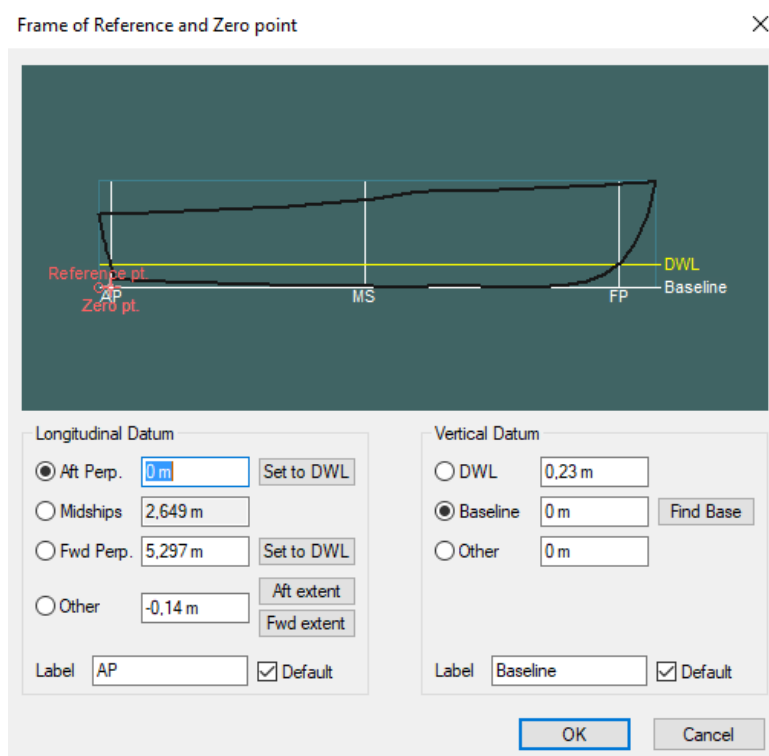 Frame of Reference and Zero point
DWL
Reference pt.
Baseline
AP
MS
FP
Zero pt.
Longitudinal Datum
Aft Perp. 0 m Set to DWL
Midships 2,649 m
Fwd Perp. 5,297 m Set to DWL
Aft extent
Other -0,14 m
Fwd extent
Label AP Default
Vertical Datum
DWL 0,23 m
Baseline 0 m Find Base
Other 0 m
Label Baseline Default
OK Cancel